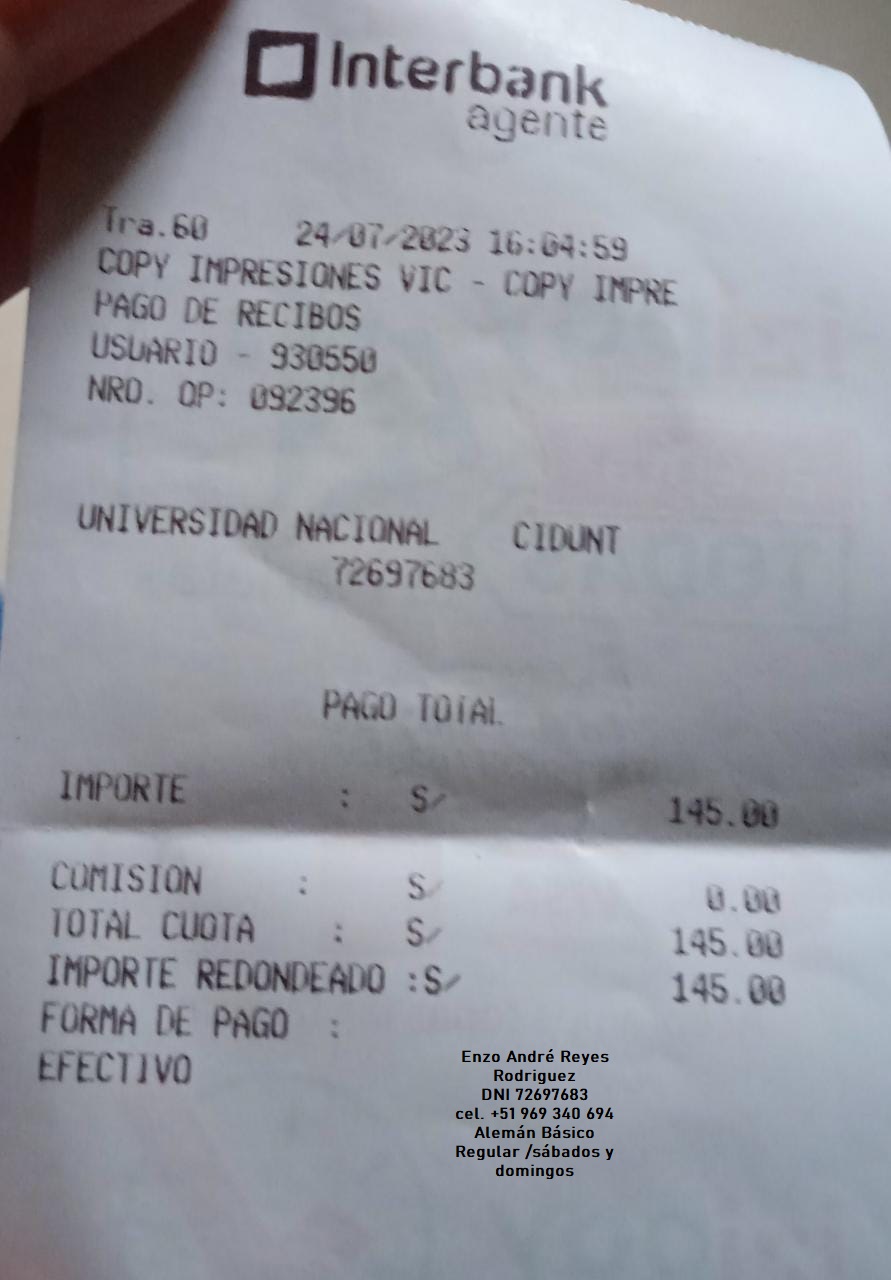 Interbank
agente
Tra.60 24/07/2023 16:04:59
COPY IMPRESIONES VIC - COPY IMPRE
PAGO DE RECIBOS
USUARIO - 930550
NRO. OP: 092396
UNIVERSIDAD NACIONAL CIDUNT
72697683
PAGO TOTAL
IMPORTE : S/ 145.00
COMISION : S/ 0.00
TOTAL CUOTA : S/ 145.00
IMPORTE REDONDEADO :S/ 145.00
FORMA DE PAGO :
EFECTIVO
Enzo André Reyes
Rodriguez
DNI 72697683
cel. +51 969 340 694
Alemán Básico
Regular /sábados y
domingos